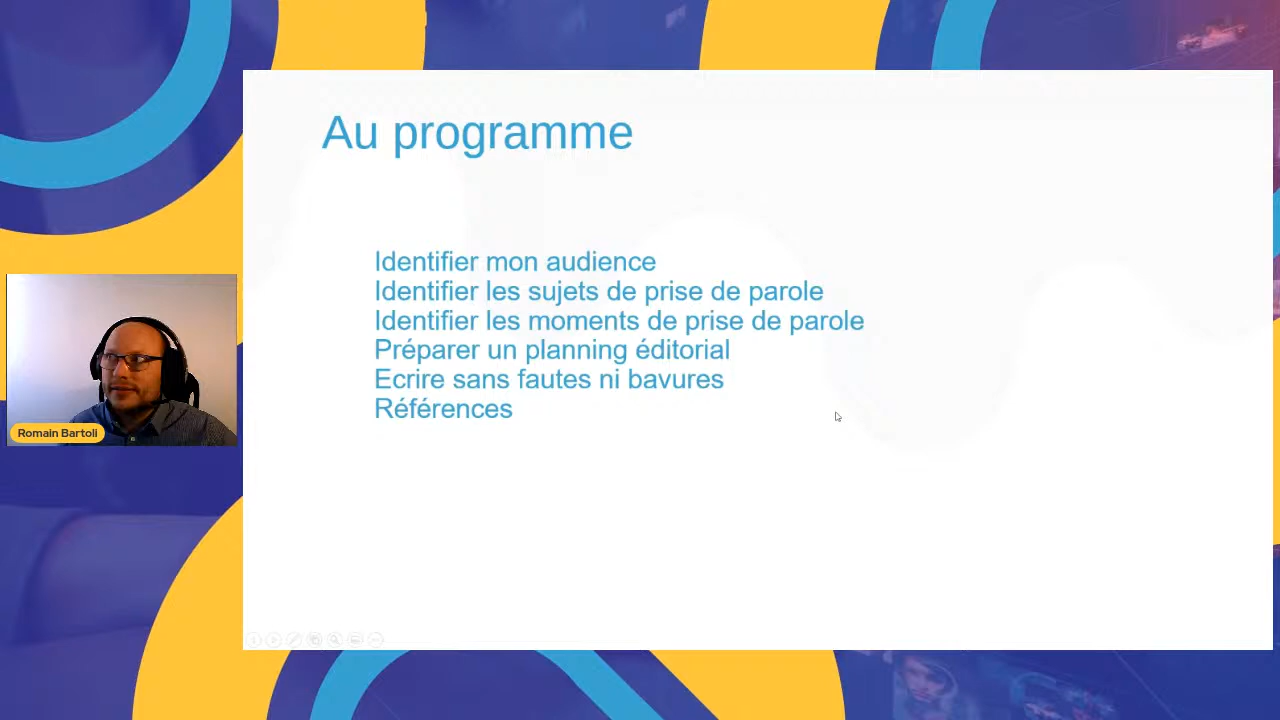 Au programme
Identifier mon audience
Identifier les sujets de prise de parole
Identifier les moments de prise de parole
Préparer un planning éditorial
Ecrire sans fautes ni bavures
Références
Romain Bartoli